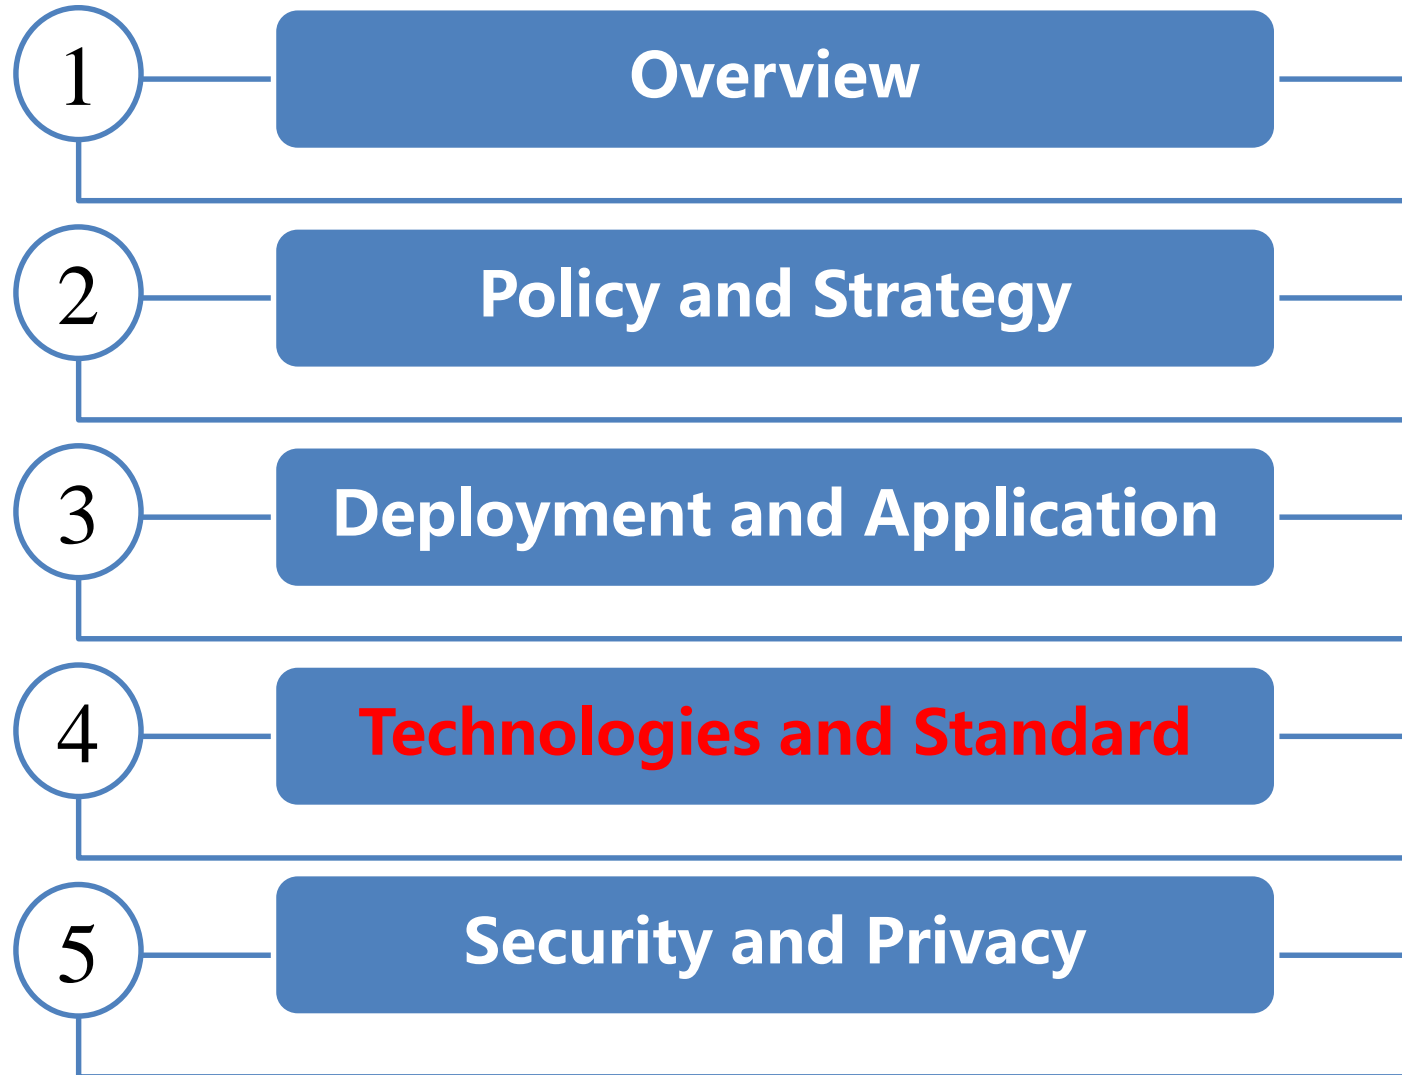 1
Overview
2
Policy and Strategy
3
Deployment and Application
4
Technologies and Standard
5
Security and Privacy